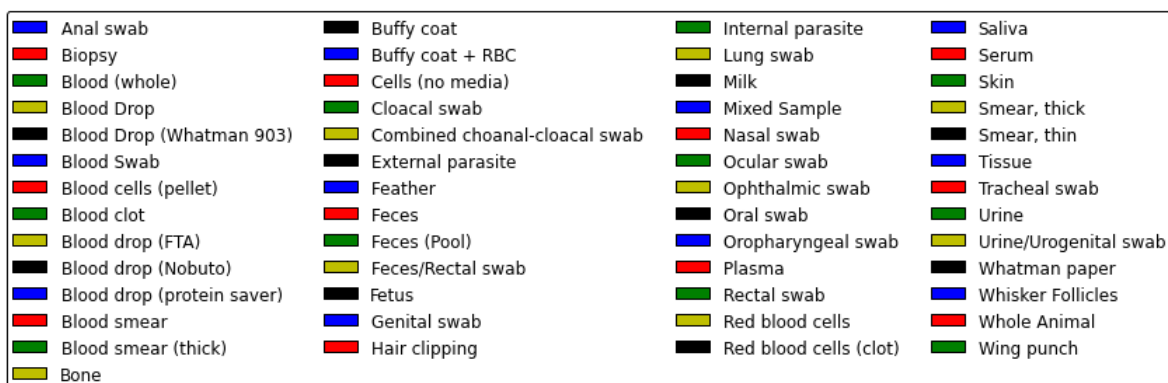 Anal swab
Biopsy
Blood (whole)
Blood Drop
Blood Drop (Whatman 903)
Blood Swab
Blood cells (pellet)
Blood clot
Blood drop (FTA)
Blood drop (Nobuto)
Blood drop (protein saver)
Blood smear
Blood smear (thick)
Bone
Buffy coat
Buffy coat + RBC
Cells (no media)
Cloacal swab
Combined choanal-cloacal swab
External parasite
Feather
Feces
Feces (Pool)
Feces/Rectal swab
Fetus
Genital swab
Hair clipping
Internal parasite
Lung swab
Milk
Mixed Sample
Nasal swab
Ocular swab
Ophthalmic swab
Oral swab
Oropharyngeal swab
Plasma
Rectal swab
Red blood cells
Red blood cells (clot)
Saliva
Serum
Skin
Smear, thick
Smear, thin
Tissue
Tracheal swab
Urine
Urine/Urogenital swab
Whatman paper
Whisker Follicles
Whole Animal
Wing punch